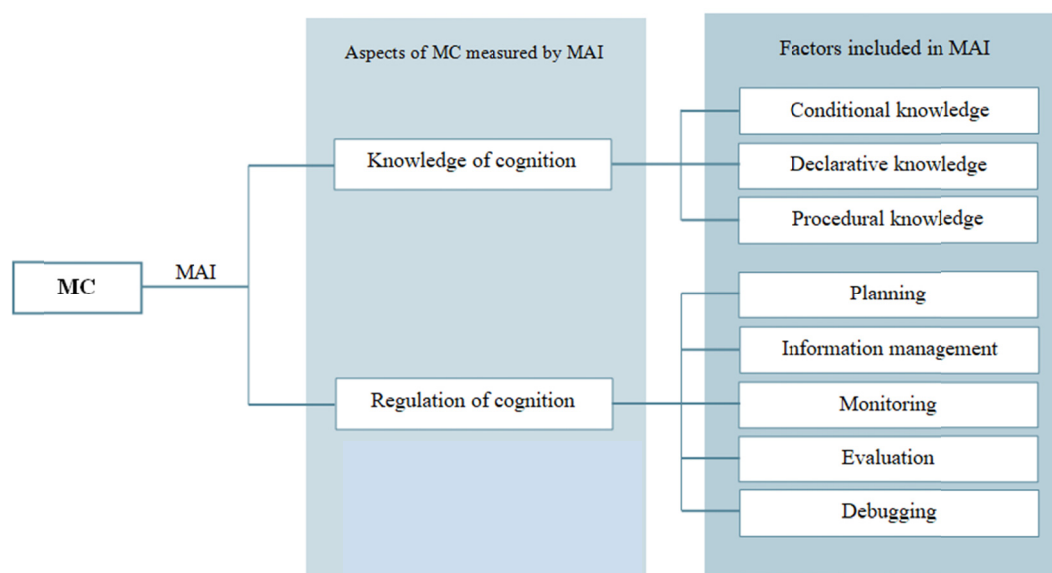 Aspects of MC measured by MAI
Factors included in MAI
Conditional knowledge
Knowledge of cognition
Declarative knowledge
Procedural knowledge
MC
MAI
Planning
Information management
Regulation of cognition
Monitoring
Evaluation
Debugging